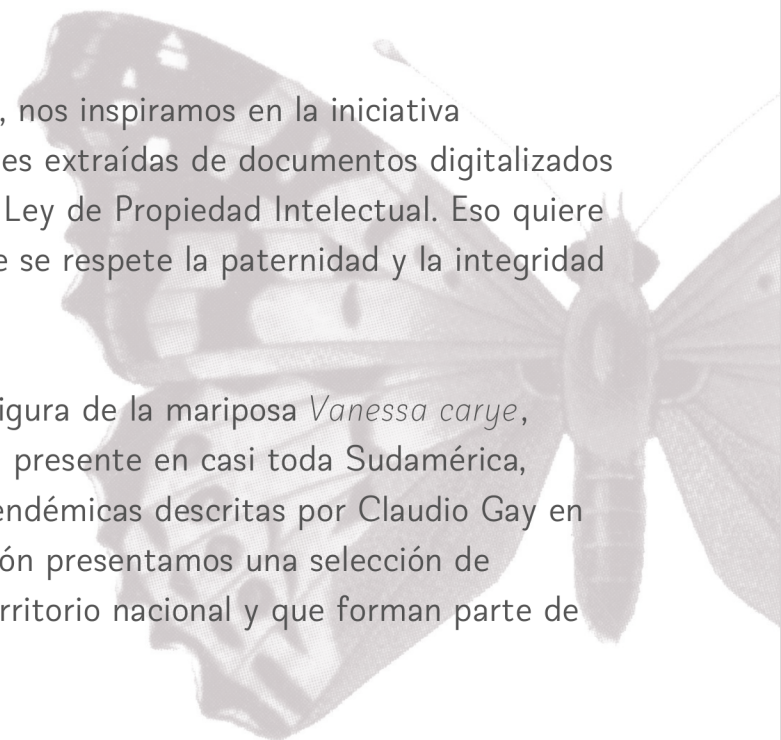 , nos inspiramos en la iniciativa
es extraídas de documentos digitalizados
Ley de Propiedad Intelectual. Eso quiere
e se respete la paternidad y la integridad
igura de la mariposa Vanessa carye,
presente en casi toda Sudamérica,
endémicas descritas por Claudio Gay en
ón presentamos una selección de
rritorio nacional y que forman parte de